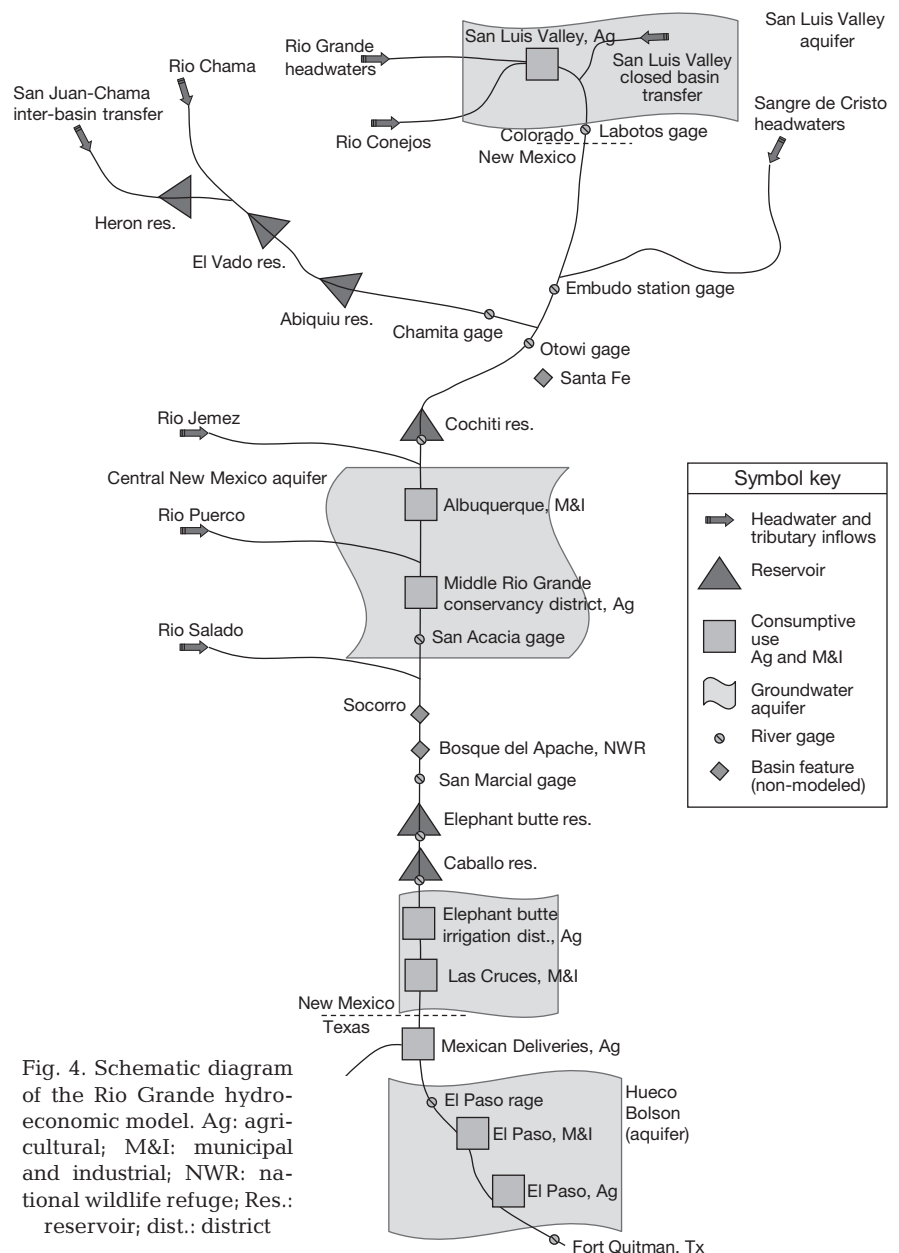 San Luis Valley
aquifer
San Luis Valley, Ag
Rio Grande
headwaters
San Luis Valley
closed basin
transfer
Rio Chama
San Juan-Chama
inter-basin transfer
Sangre de Cristo
headwaters
Rio Conejos
Colorado
Labotos gage
New Mexico
Heron res.
El Vado res.
Embudo station gage
Abiquiu res.
Chamita gage
Otowi gage
Santa Fe
Rio Jemez
Cochiti res.
Central New Mexico aquifer
Albuquerque, M&I
Rio Puerco
Middle Rio Grande
conservancy district, Ag
Rio Salado
San Acacia gage
Socorro
Bosque del Apache, NWR
San Marcial gage
Elephant butte res.
Caballo res.
Elephant butte
irrigation dist., Ag
Las Cruces, M&I
New Mexico
Texas
Mexican Deliveries, Ag
El Paso rage
Hueco
Bolson
(aquifer)
El Paso, M&I
El Paso, Ag
Fort Quitman, Tx
Symbol key
Headwater and
tributary inflows
Reservoir
Consumptive
use
Ag and M&I
Groundwater
aquifer
River gage
Basin feature
(non-modeled)
Fig. 4. Schematic diagram
of the Rio Grande hydro-
economic model. Ag: agri-
cultural; M&I: municipal
and industrial; NWR: na-
tional wildlife refuge; Res.:
reservoir; dist.: district